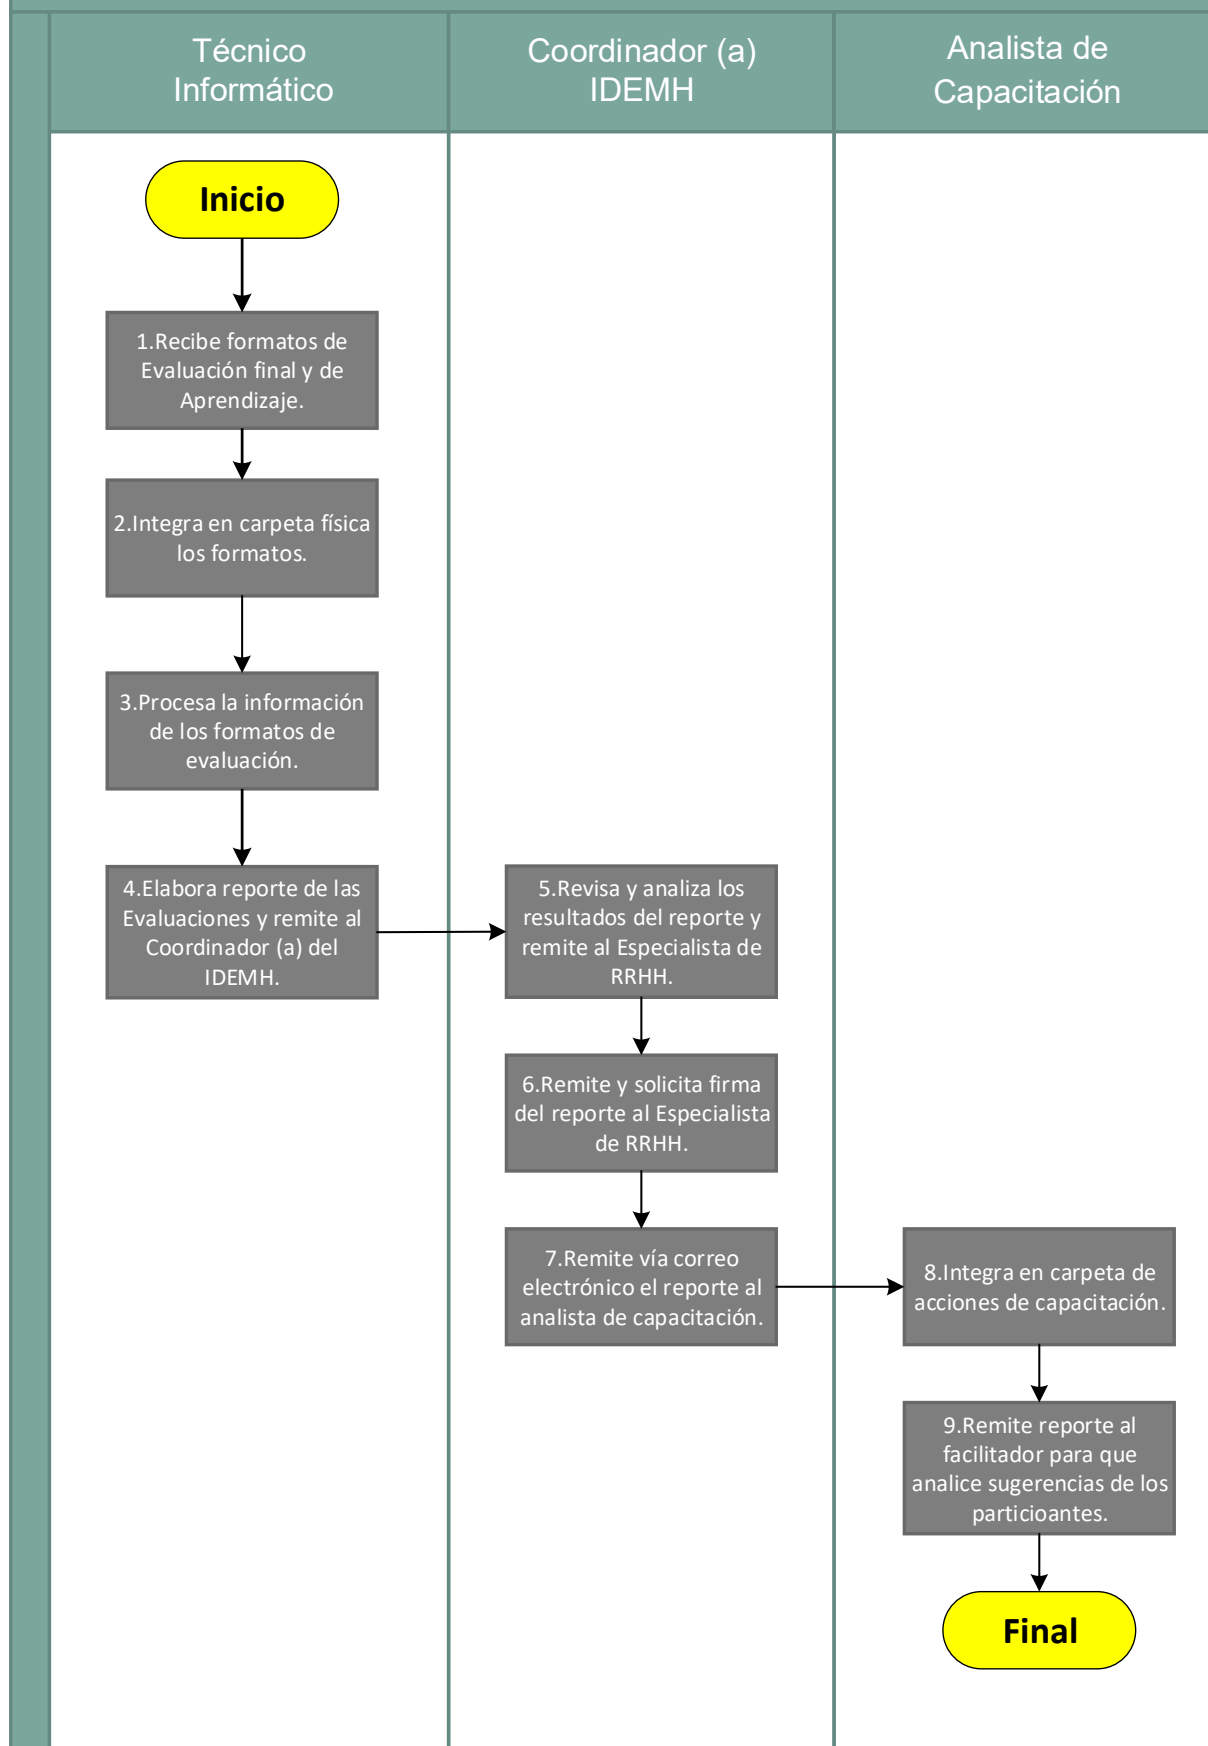 Técnico
Informático
Coordinador (a)
IDEMH
Analista de
Capacitación
Inicio
1.Recibe formatos de
Evaluación final y de
Aprendizaje.
2.Integra en carpeta física
los formatos.
3.Procesa la información
de los formatos de
evaluación.
4.Elabora reporte de las
Evaluaciones y remite al
Coordinador (a) del
IDEMH.
5.Revisa y analiza los
resultados del reporte y
remite al Especialista de
RRHH.
6.Remite y solicita firma
del reporte al Especialista
de RRHH.
7.Remite vía correo
electrónico el reporte al
analista de capacitación.
8.Integra en carpeta de
acciones de capacitación.
9.Remite reporte al
facilitador para que
analice sugerencias de los
particioantes.
Final